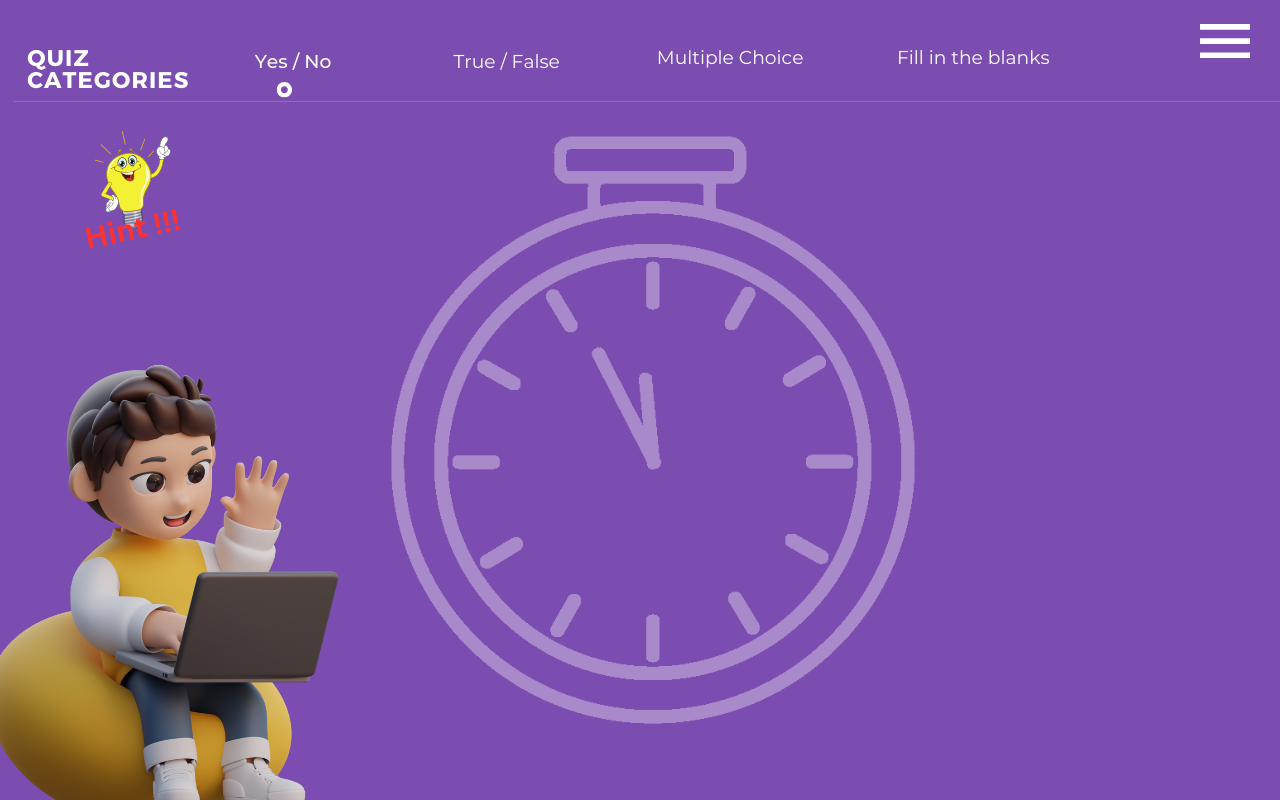 QUIZ
CATEGORIES
Yes / No
True / False
Multiple Choice
Fill in the blanks
Hint !!!